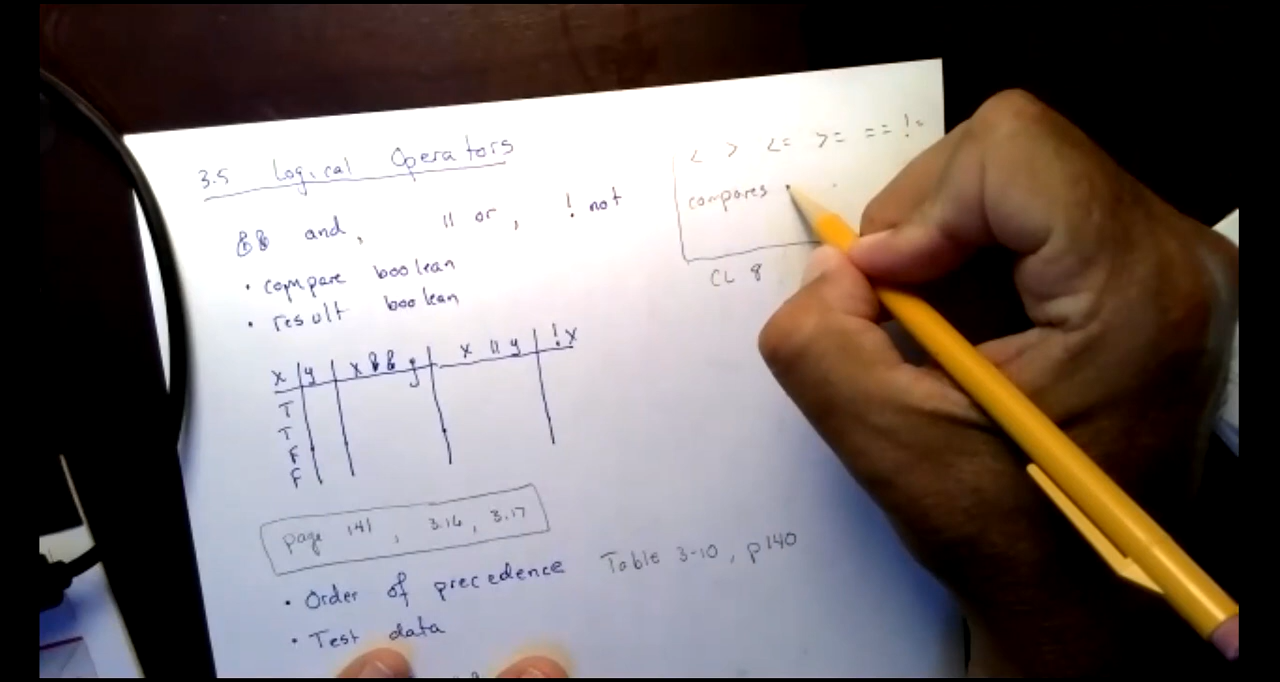 3.5 Logical Operators
&& and, || or, ! not
• compare boolean
• result boolean
x y x && y x || y !x
T
T
F
F
page 141, 3.16, 3.17
• Order of precedence Table 3-10, p140
• Test data
< > <= >= == !=
compares
CL 8